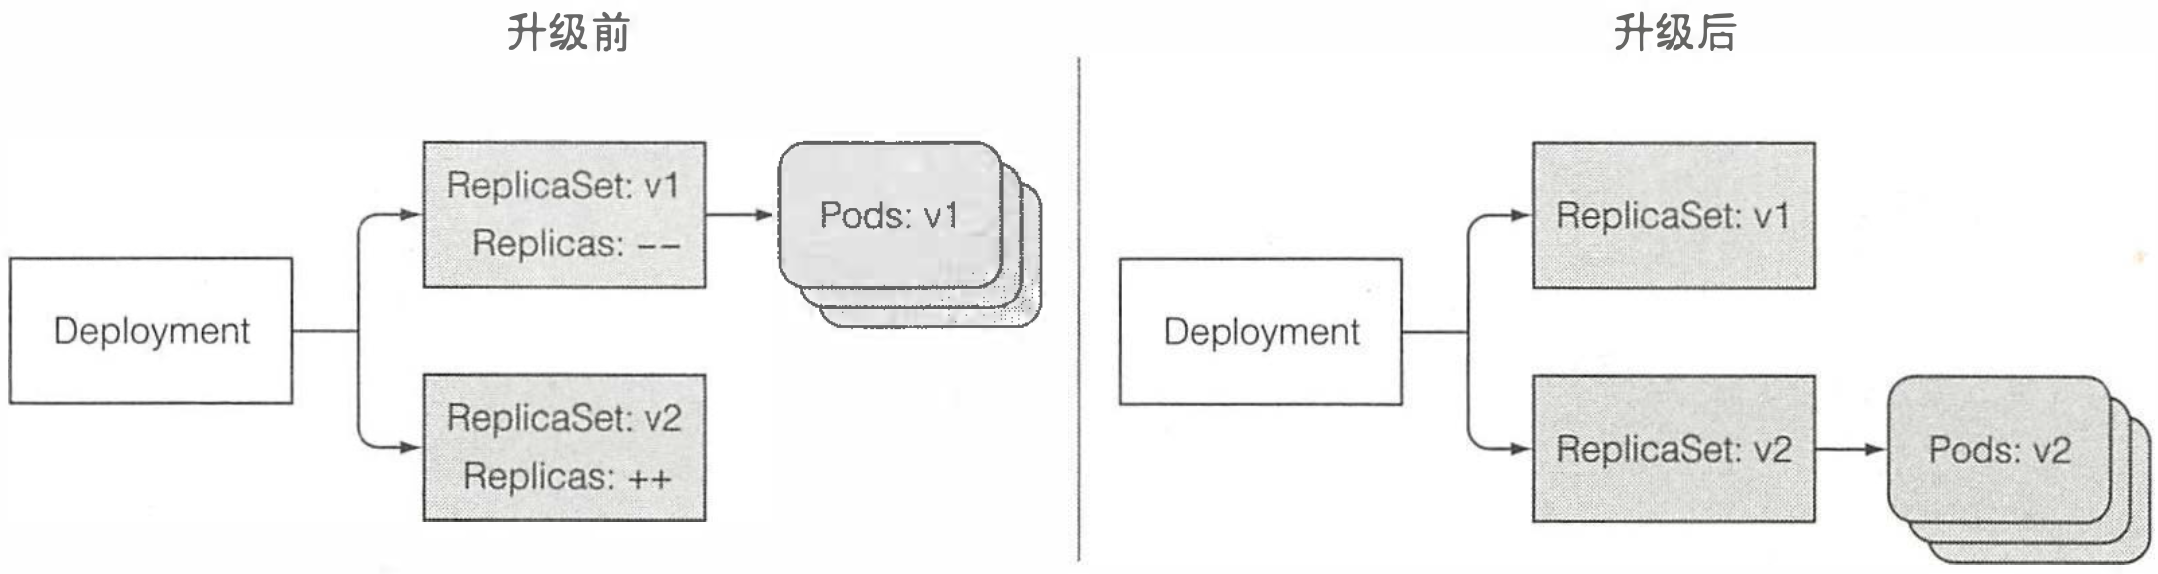 升级前
升级后
Deployment
ReplicaSet: v1
Replicas: --
ReplicaSet: v2
Replicas: ++
Pods: v1
Deployment
ReplicaSet: v1
ReplicaSet: v2
Pods: v2